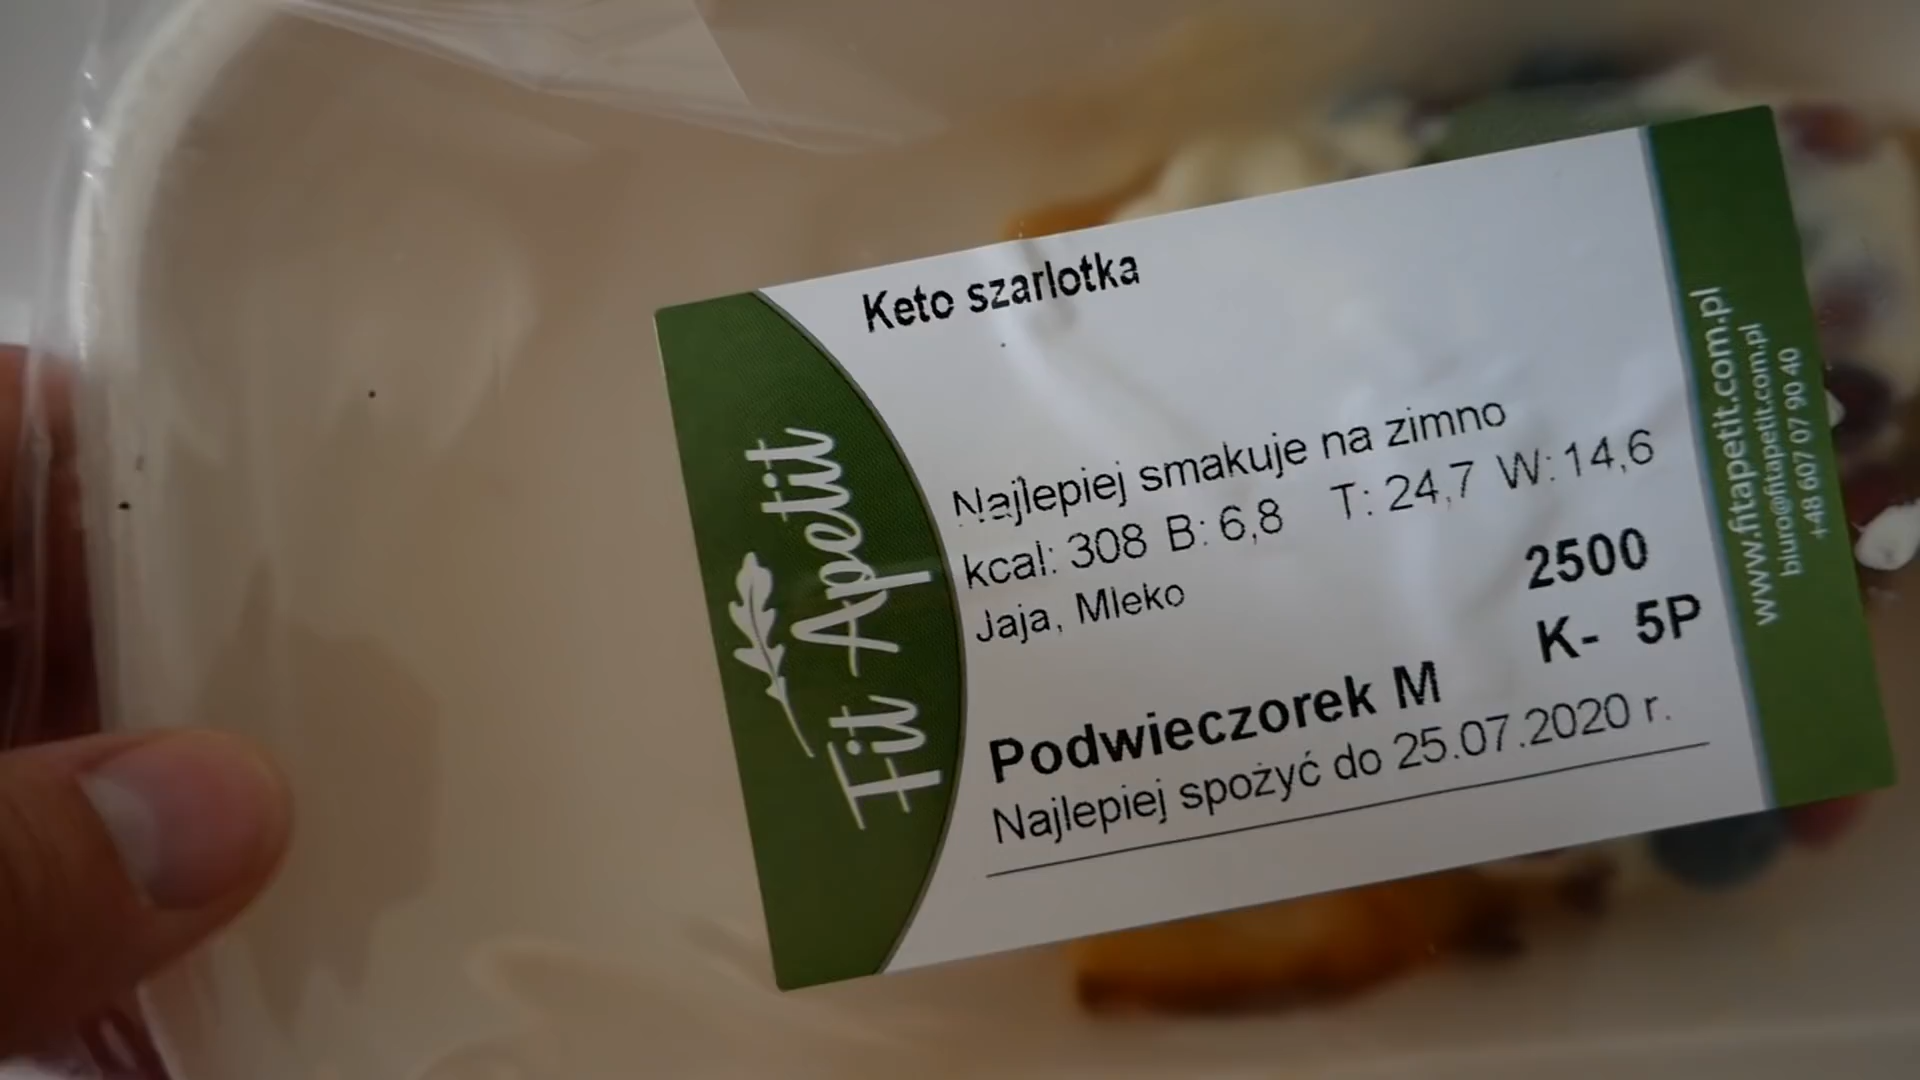 Keto szarlotka
Najlepiej smakuje na zimno
kcal: 308 B: 6,8 T: 24,7 W: 14,6
Jaja, Mleko
2500
K- 5P
Podwieczorek M
Najlepiej spożyć do 25.07.2020 r.
Fit Apetit
www.fitapetit.com.pl
biuro@fitapetit.com.pl
+48 607 07 90 40